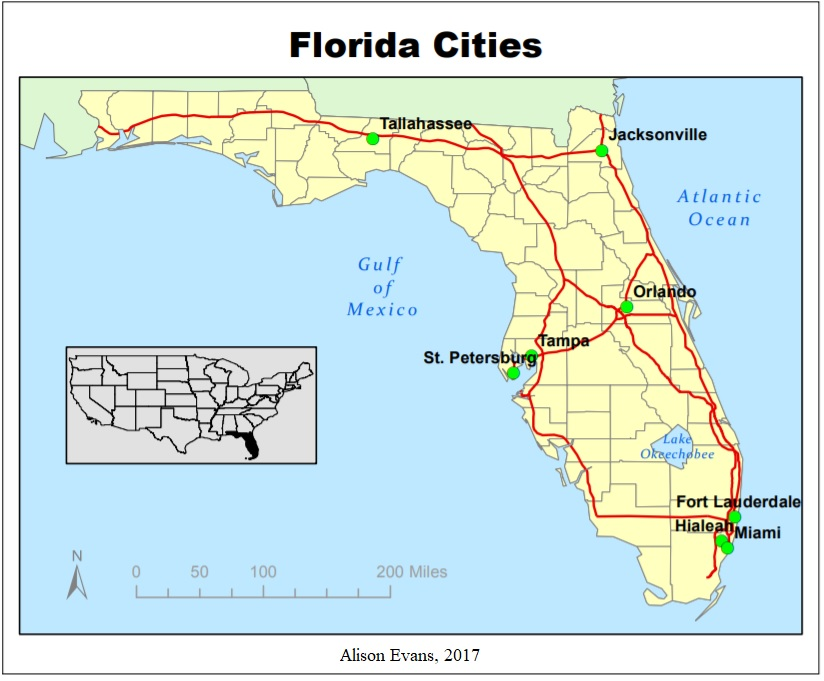 Florida Cities
Tallahassee
Jacksonville
Atlantic
Ocean
Gulf
of
Mexico
Orlando
Tampa
St. Petersburg
Lake
Okeechobee
Fort Lauderdale
Hialeah
Miami
N
0 50 100 200 Miles
Alison Evans, 2017